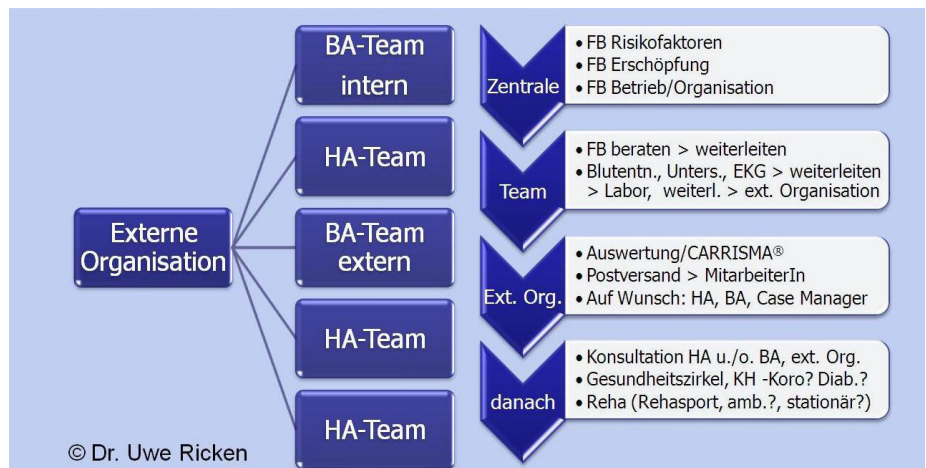 Externe
Organisation
BA-Team
intern
HA-Team
BA-Team
extern
HA-Team
HA-Team
Zentrale
• FB Risikofaktoren
• FB Erschöpfung
• FB Betrieb/Organisation
Team
• FB beraten > weiterleiten
• Blutentn., Unters., EKG > weiterleiten
> Labor, weiterl. > ext. Organisation
Ext. Org.
• Auswertung/CARRISMA®
• Postversand > MitarbeiterIn
• Auf Wunsch: HA, BA, Case Manager
danach
• Konsultation HA u./o. BA, ext. Org.
• Gesundheitszirkel, KH -Koro? Diab.?
• Reha (Rehasport, amb.?, stationär?)
© Dr. Uwe Ricken